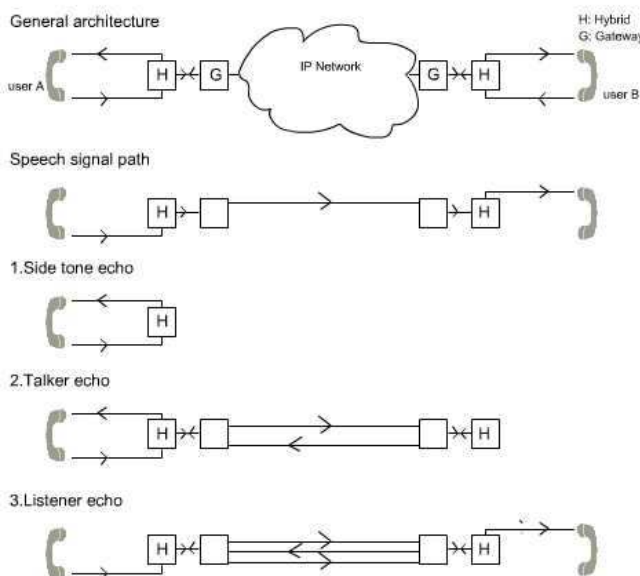 General architecture
H: Hybrid
G: Gateway
user A
H
G
IP Network
G
H
user B
Speech signal path
H
H
1.Side tone echo
H
2.Talker echo
H
H
3.Listener echo
H
H